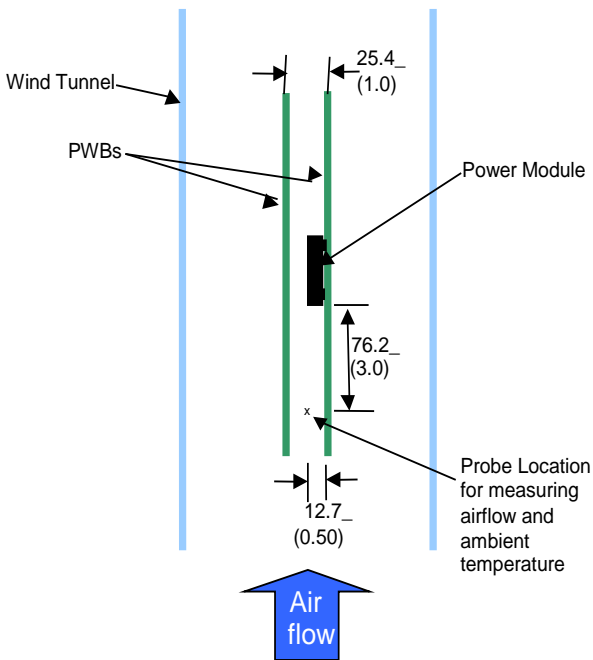 25.4_
(1.0)
Wind Tunnel
PWBs
Power Module
76.2_
(3.0)
x
Probe Location
for measuring
airflow and
ambient
temperature
12.7_
(0.50)
Air
flow